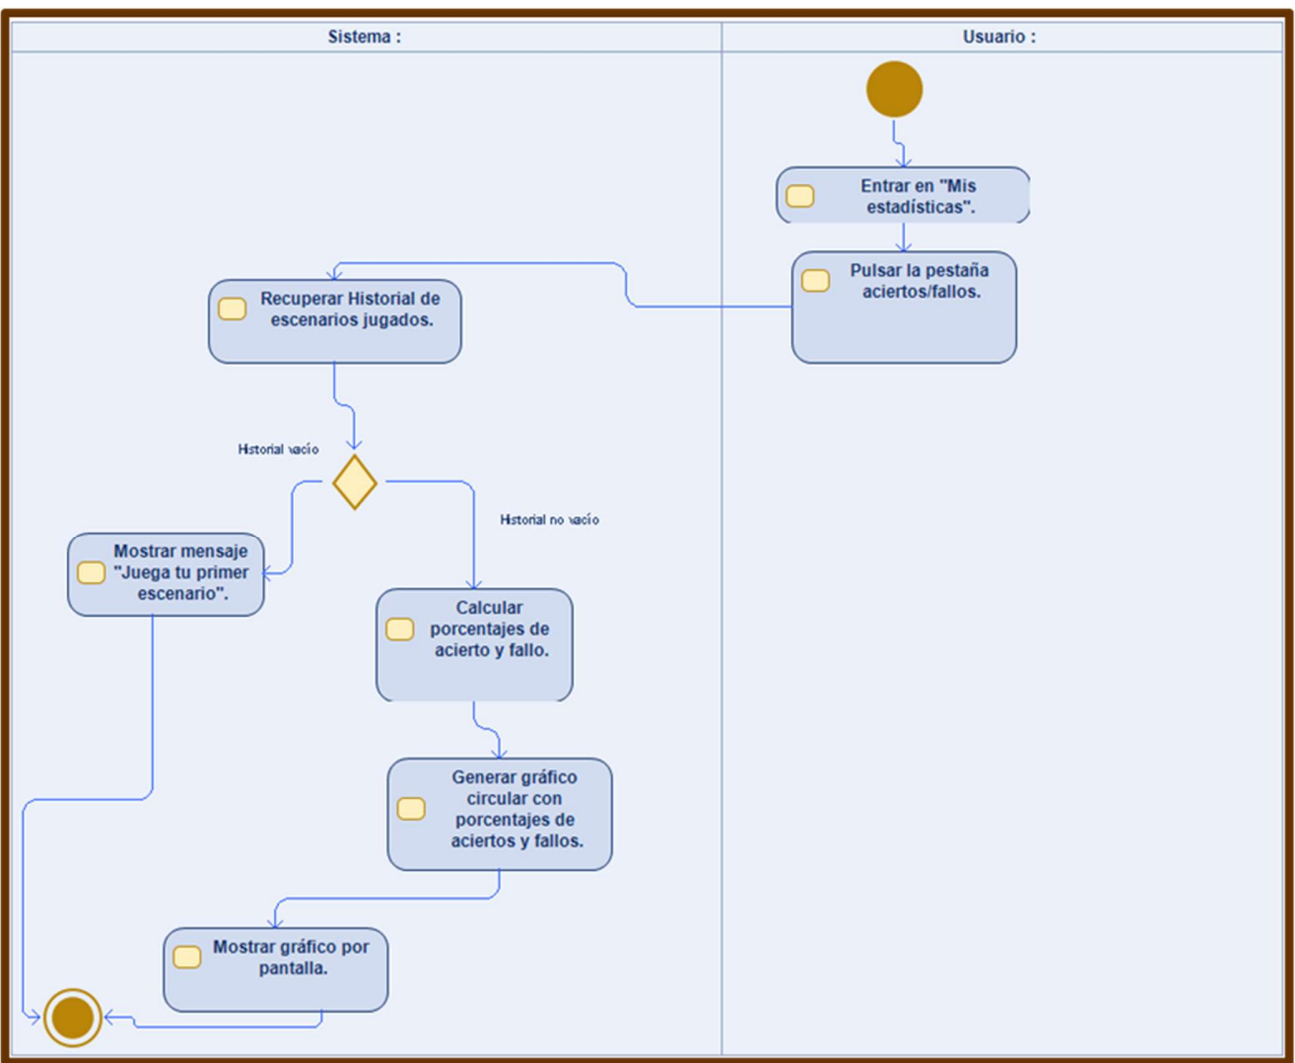 Sistema :
Usuario :
Entrar en "Mis
estadísticas".
Pulsar la pestaña
aciertos/fallos.
Recuperar Historial de
escenarios jugados.
Historial vacío
Historial no vacío
Mostrar mensaje
"Juega tu primer
escenario".
Calcular
porcentajes de
acierto y fallo.
Generar gráfico
circular con
porcentajes de
aciertos y fallos.
Mostrar gráfico por
pantalla.